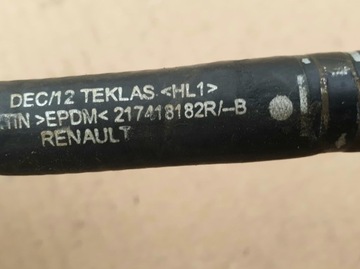 DEC/12 TEKLAS <HL1>
>EPDM< 217418182R/-B
RENAULT